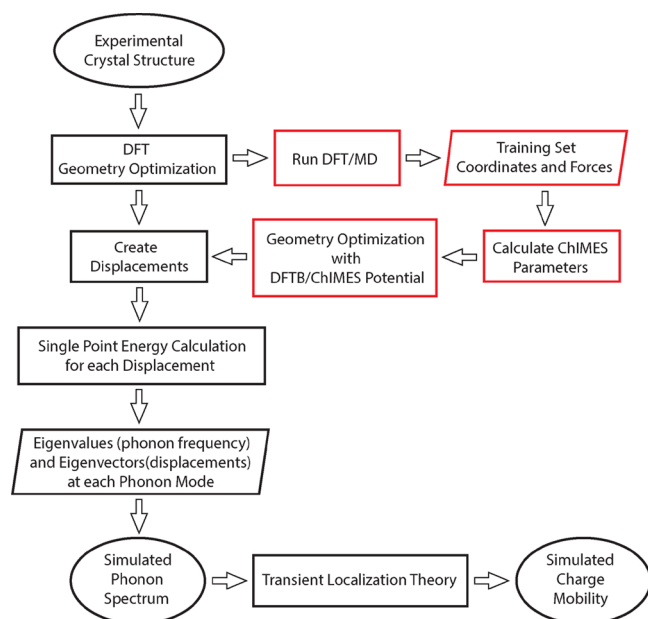 Experimental
Crystal Structure
DFT
Geometry Optimization
Run DFT/MD
Training Set
Coordinates and Forces
Create
Displacements
Geometry Optimization
with
DFTB/ChIMES Potential
Calculate ChIMES
Parameters
Single Point Energy Calculation
for each Displacement
Eigenvalues (phonon frequency)
and Eigenvectors(displacements)
at each Phonon Mode
Simulated
Phonon
Spectrum
Transient Localization Theory
Simulated
Charge
Mobility